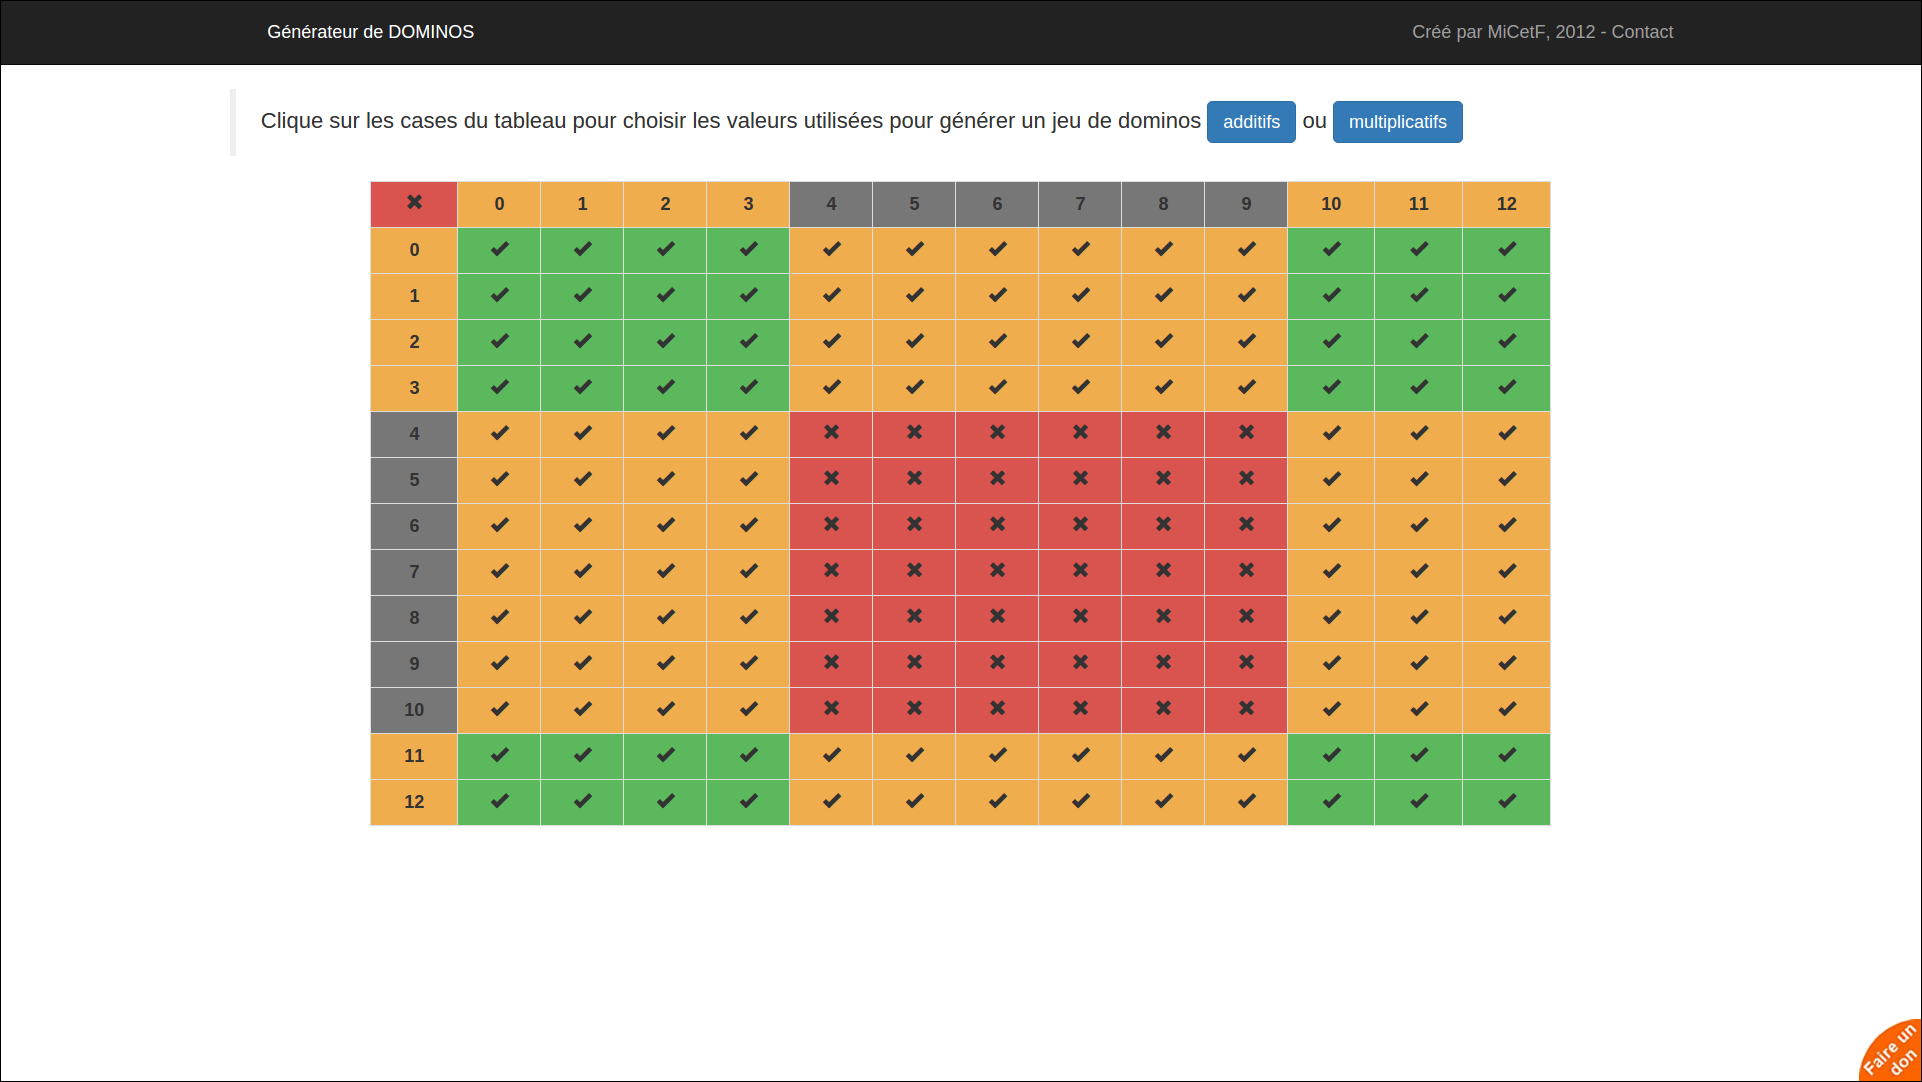 Générateur de DOMINOS
Créé par MiCetF, 2012 - Contact
Clique sur les cases du tableau pour choisir les valeurs utilisées pour générer un jeu de dominos additifs ou multiplicatifs
0 1 2 3 4 5 6 7 8 9 10 11 12
0
1
2
3
4
5
6
7
8
9
10
11
12
Faire un
don